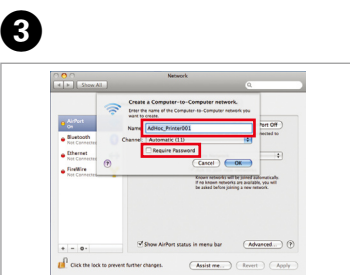 3
Network
Show All
Create a Computer-to-Computer network.
Enter the name of the Computer-to-Computer network you
want to create.
Name: AdHoc_Printer001
Channel: Automatic (11)
Require Password
Cancel OK
AirPort
On
Port Off
Bluetooth
Not Connected
Ethernet
Not Connected
FireWire
Not Connected
Known networks will be joined automatically.
If no known networks are available, you will
be asked before joining a new network.
Show AirPort status in menu bar
Advanced... ?
Click the lock to prevent further changes.
Assist me... Revert Apply